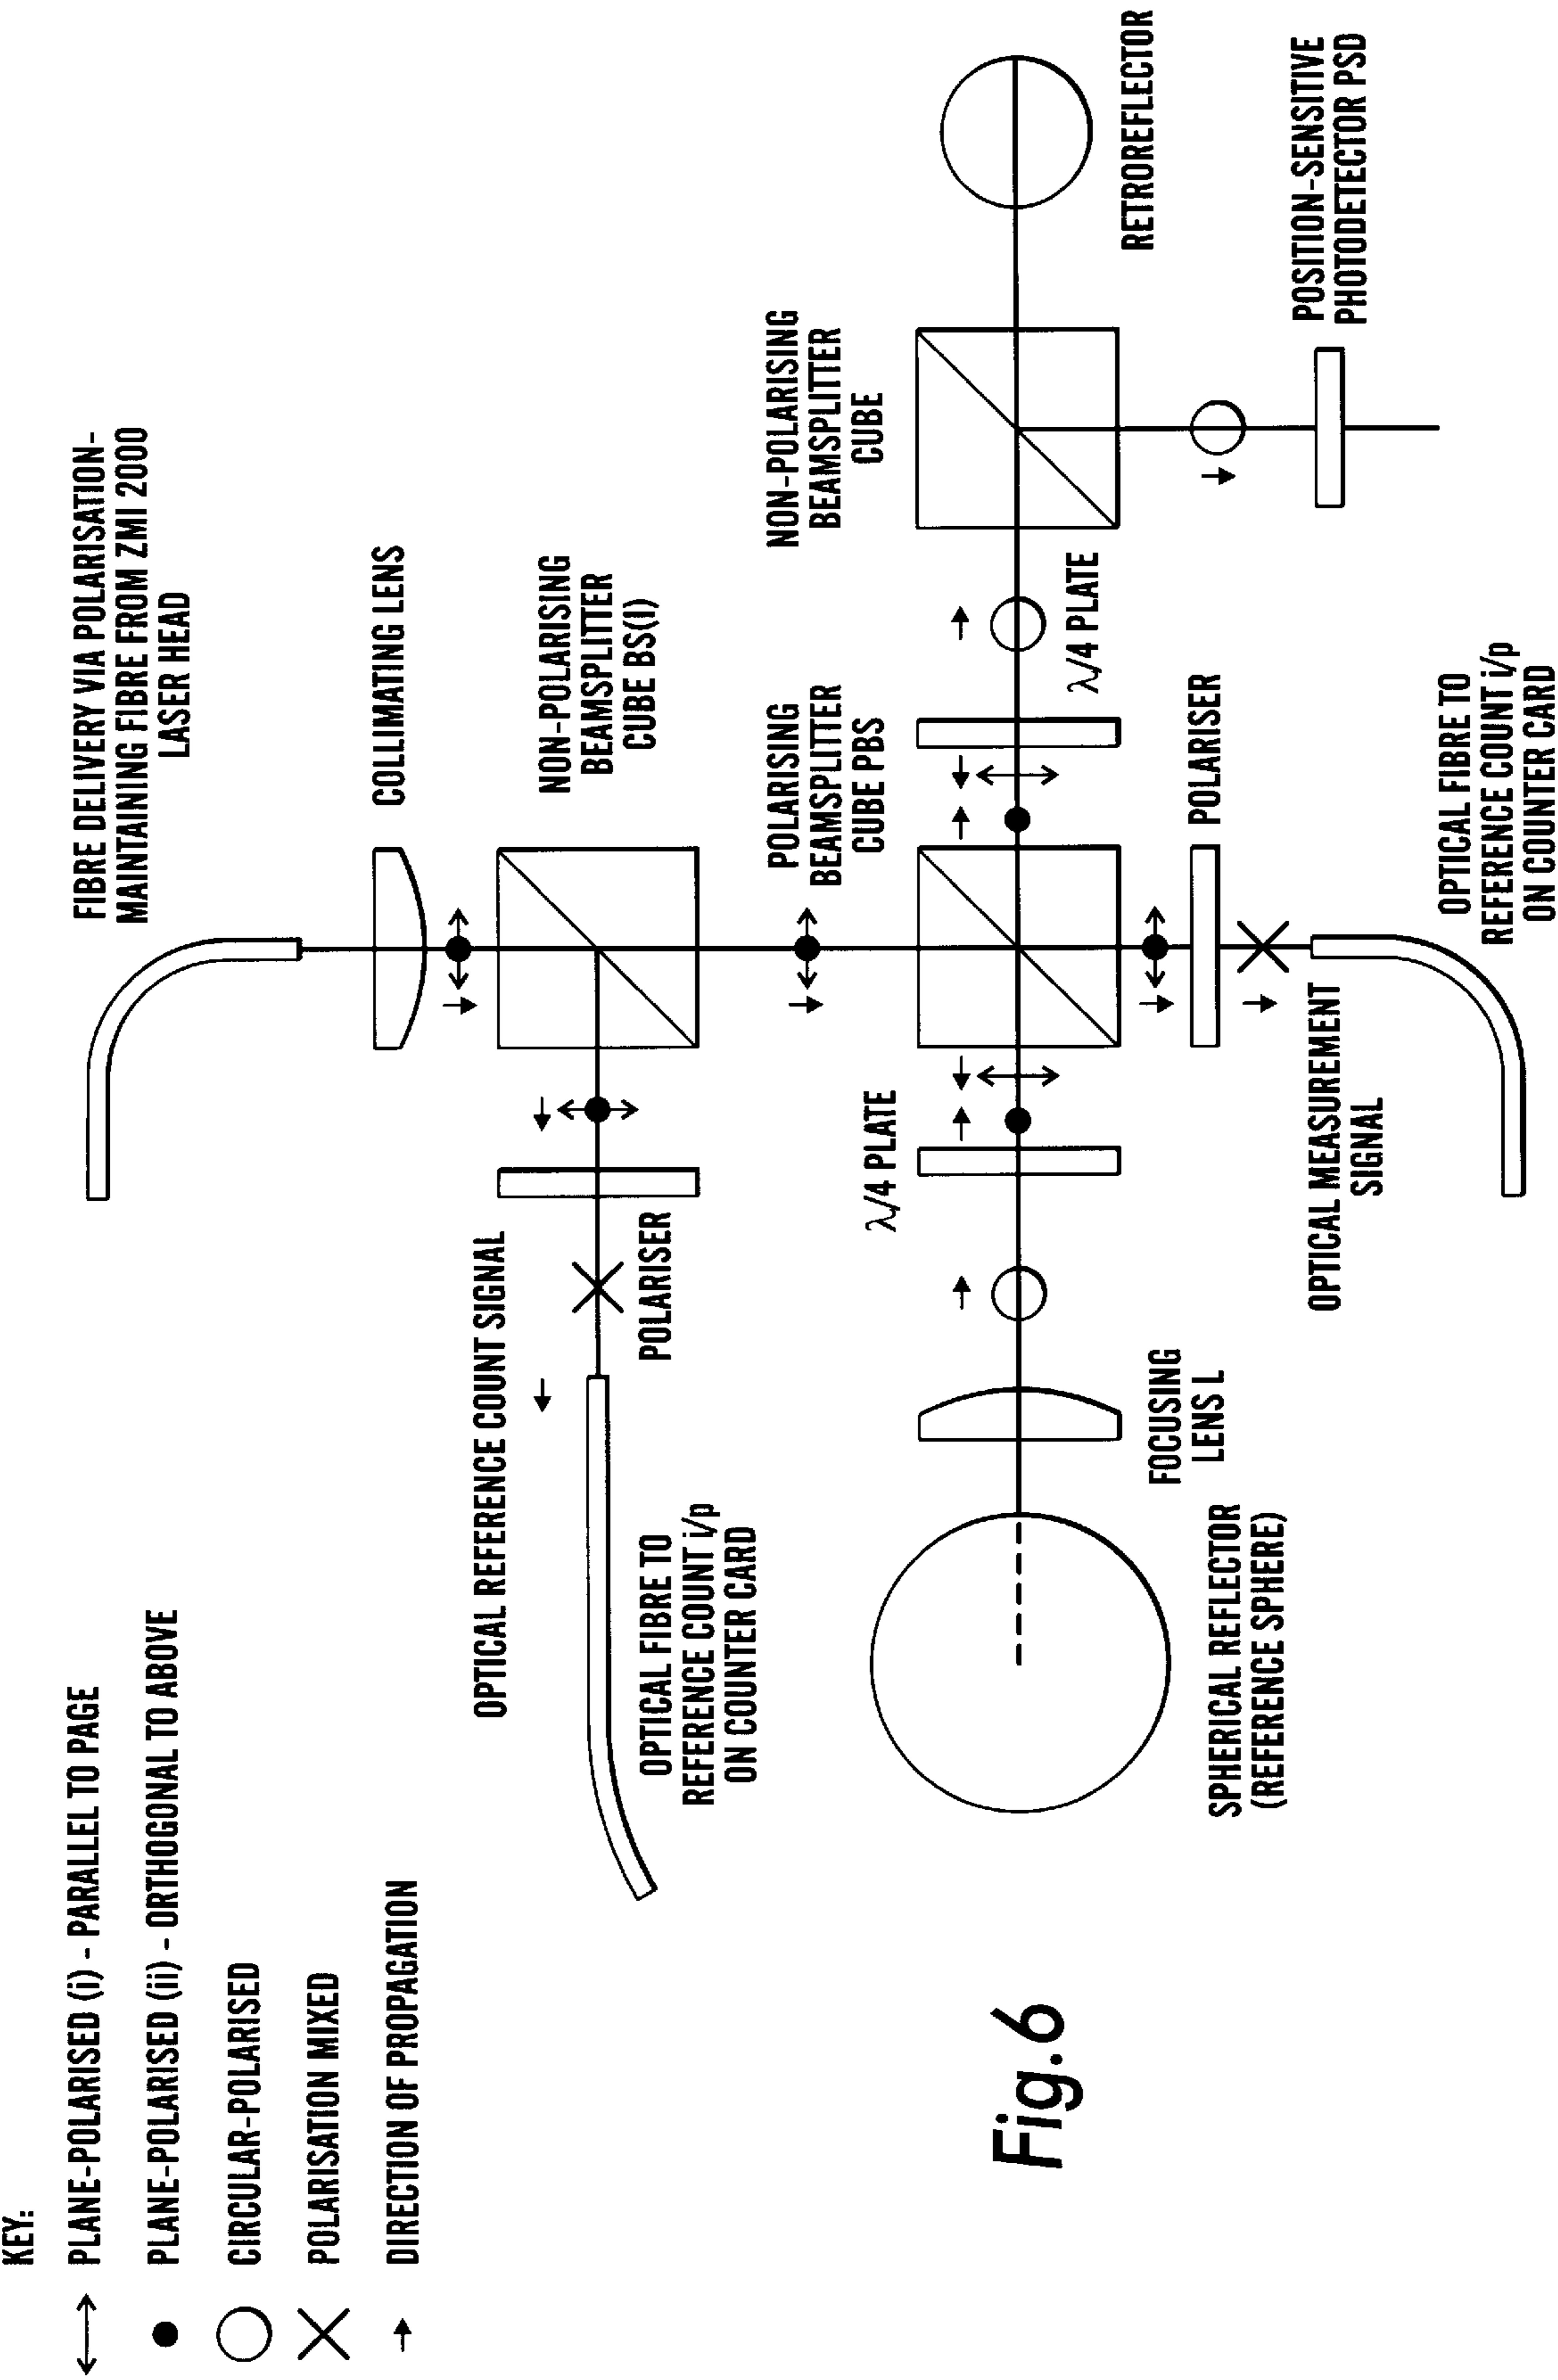 KEY:
PLANE-POLARISED (i) - PARALLEL TO PAGE
PLANE-POLARISED (ii) - ORTHOGONAL TO ABOVE
CIRCULAR-POLARISED
POLARISATION MIXED
DIRECTION OF PROPAGATION
FIBRE DELIVERY VIA POLARISATION-
MAINTAINING FIBRE FROM ZMI 2000
LASER HEAD
COLLIMATING LENS
NON-POLARISING
BEAMSPLITTER
CUBE BS(I)
OPTICAL REFERENCE COUNT SIGNAL
POLARISER
OPTICAL FIBRE TO
REFERENCE COUNT i/p
ON COUNTER CARD
POLARISING
BEAMSPLITTER
CUBE PBS
NON-POLARISING
BEAMSPLITTER
CUBE
λ/4 PLATE
λ/4 PLATE
RETROREFLECTOR
SPHERICAL REFLECTOR
(REFERENCE SPHERE)
FOCUSING
LENS L
POLARISER
POSITION-SENSITIVE
PHOTODETECTOR PSD
OPTICAL MEASUREMENT
SIGNAL
OPTICAL FIBRE TO
REFERENCE COUNT i/p
ON COUNTER CARD
Fig.6